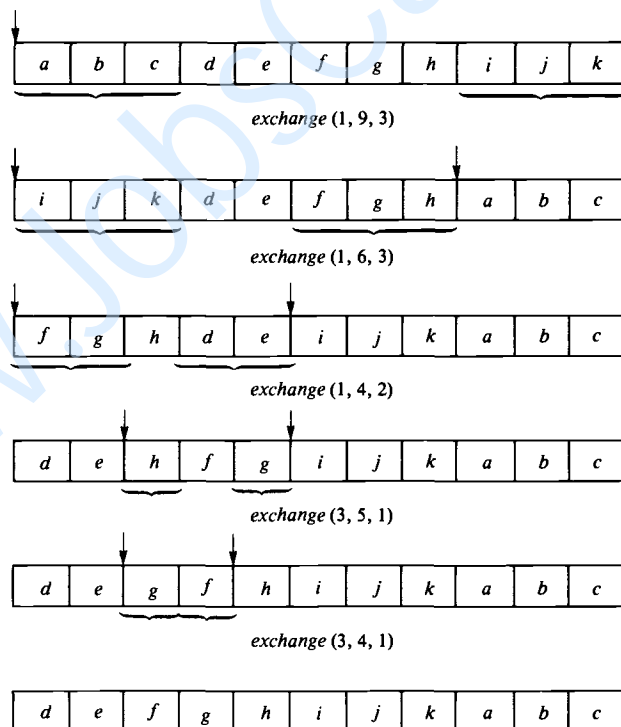 a b c d e f g h i j k
exchange (1, 9, 3)
i j k d e f g h a b c
exchange (1, 6, 3)
f g h d e i j k a b c
exchange (1, 4, 2)
d e h f g i j k a b c
exchange (3, 5, 1)
d e g f h i j k a b c
exchange (3, 4, 1)
d e f g h i j k a b c